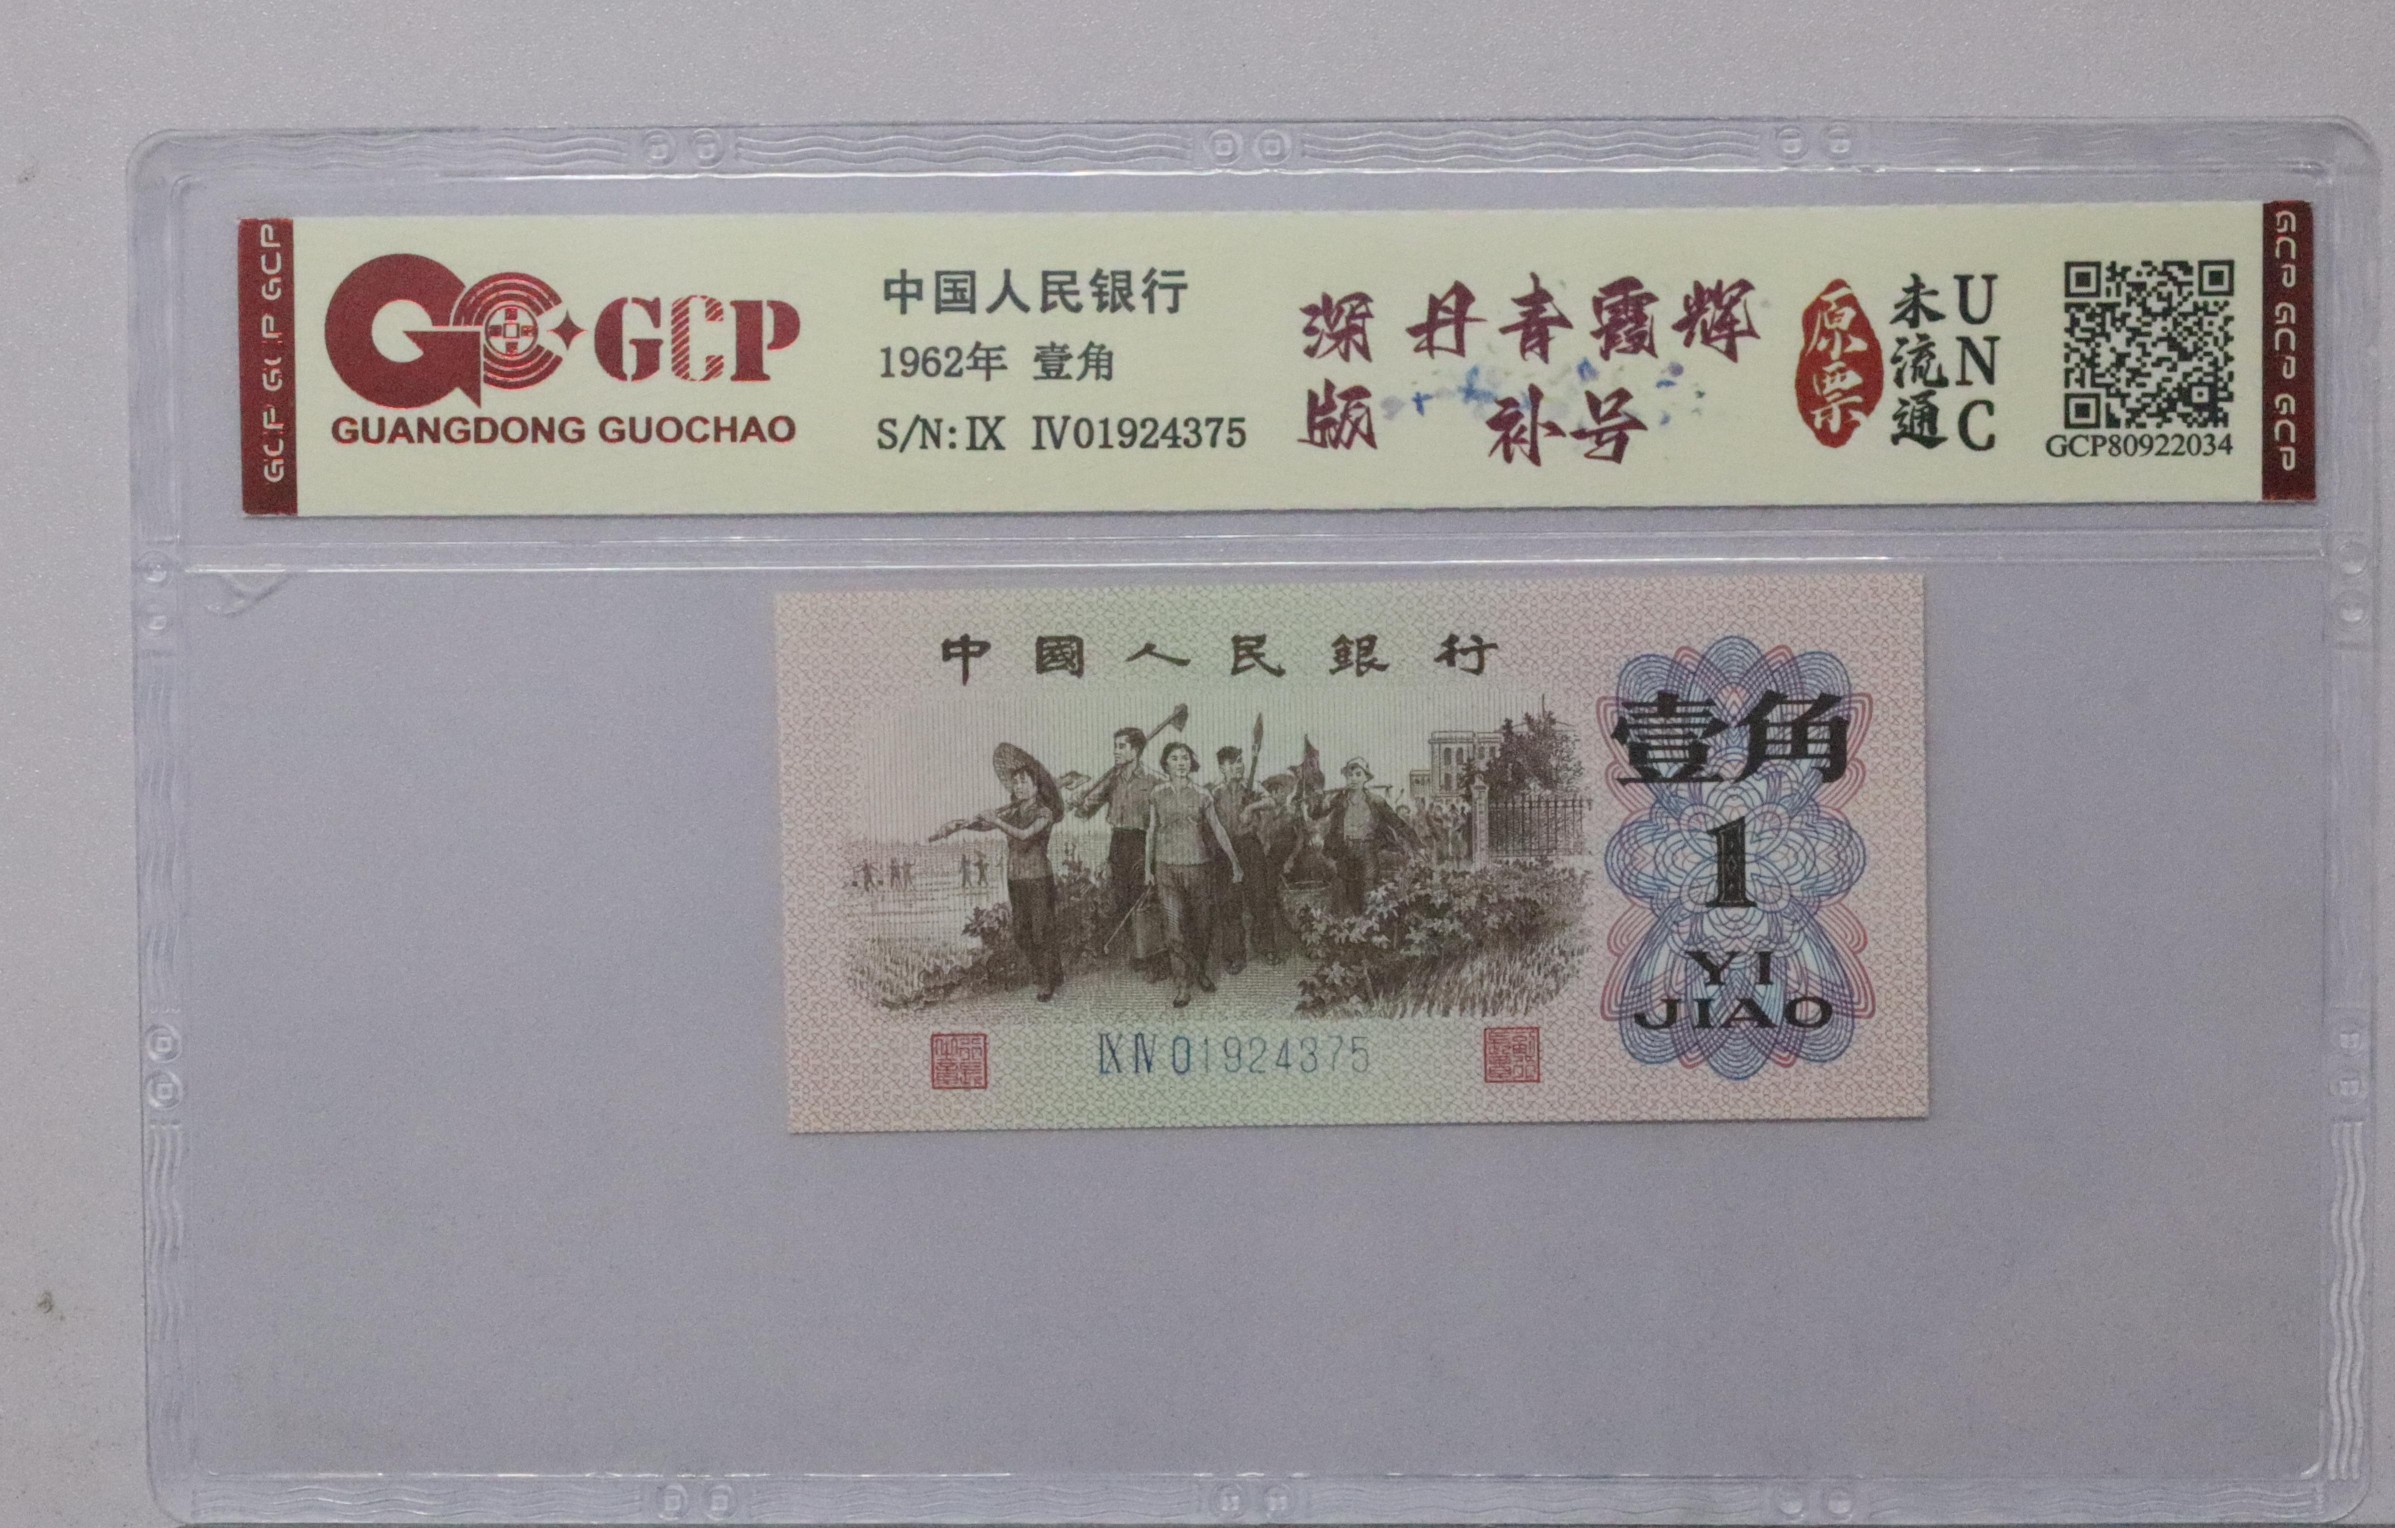 GCP GCP GCP
GCP
GUANGDONG GUOCHAO
中国人民银行
1962年 壹角
S/N: IX IV01924375
深 丹青霞辉
版 补号
原票
未流通
UNC
GCP80922034
GCP GCP GCP
中國人民銀行
壹角
1
YI
JIAO
IX IV 01924375